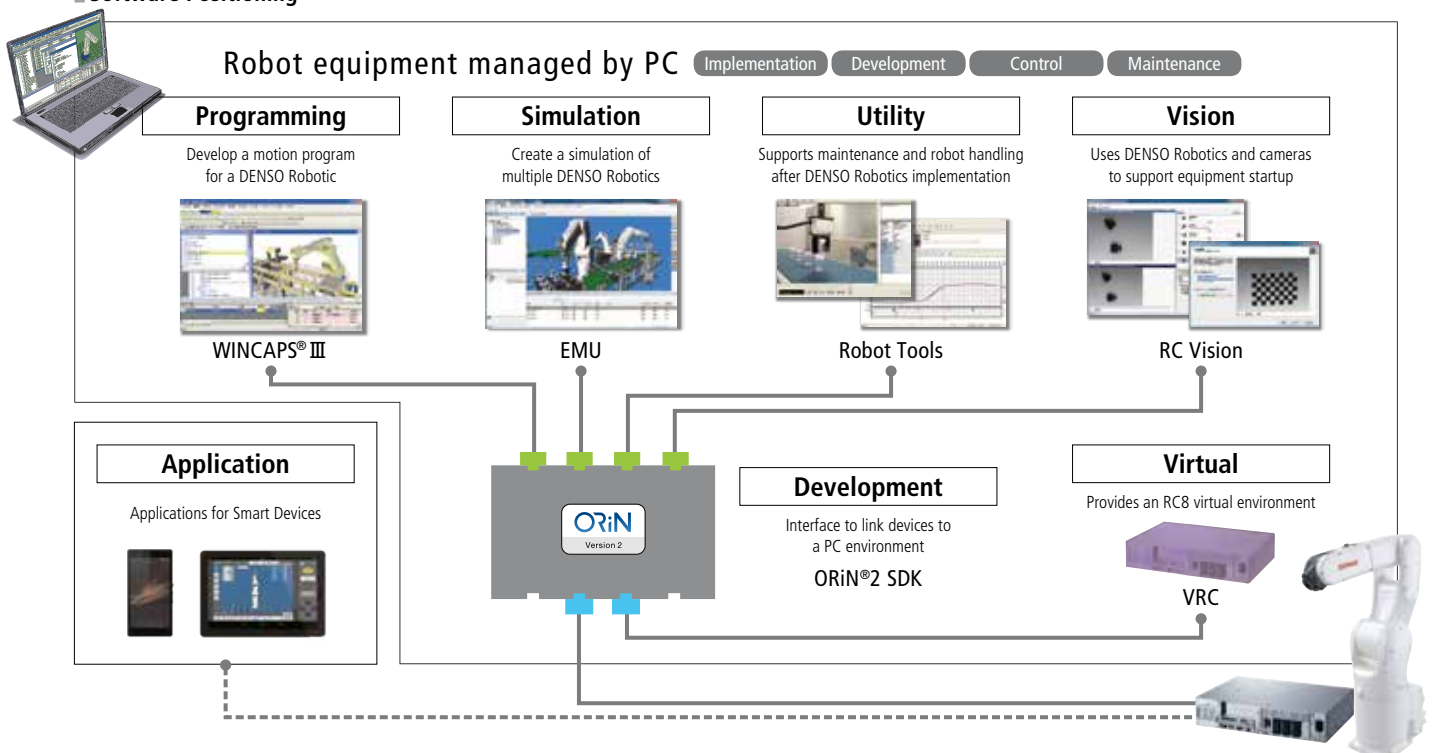 ■Software Positioning
Robot equipment managed by PC
Implementation
Development
Control
Maintenance
Programming
Develop a motion program
for a DENSO Robotic
WINCAPS® III
Simulation
Create a simulation of
multiple DENSO Robotics
EMU
Utility
Supports maintenance and robot handling
after DENSO Robotics implementation
Robot Tools
Vision
Uses DENSO Robotics and cameras
to support equipment startup
RC Vision
Application
Applications for Smart Devices
ORiN
Version 2
Development
Interface to link devices to
a PC environment
ORiN®2 SDK
Virtual
Provides an RC8 virtual environment
VRC